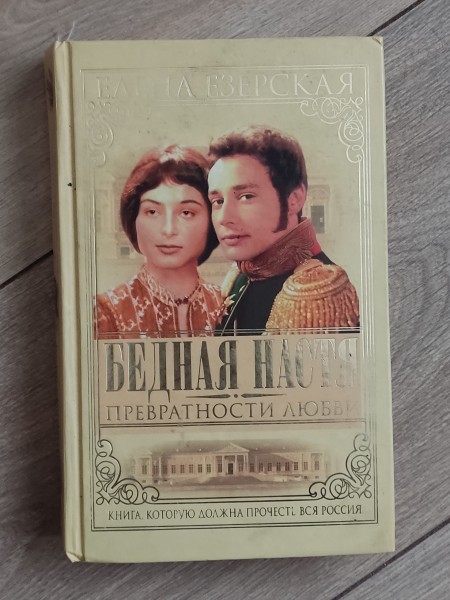 ЕЛЕНА ЕЗЕРСКАЯ
БЕДНАЯ НАСТЯ
ПРЕВРАТНОСТИ ЛЮБВИ
КНИГА, КОТОРУЮ ДОЛЖНА ПРОЧЕСТЬ ВСЯ РОССИЯ